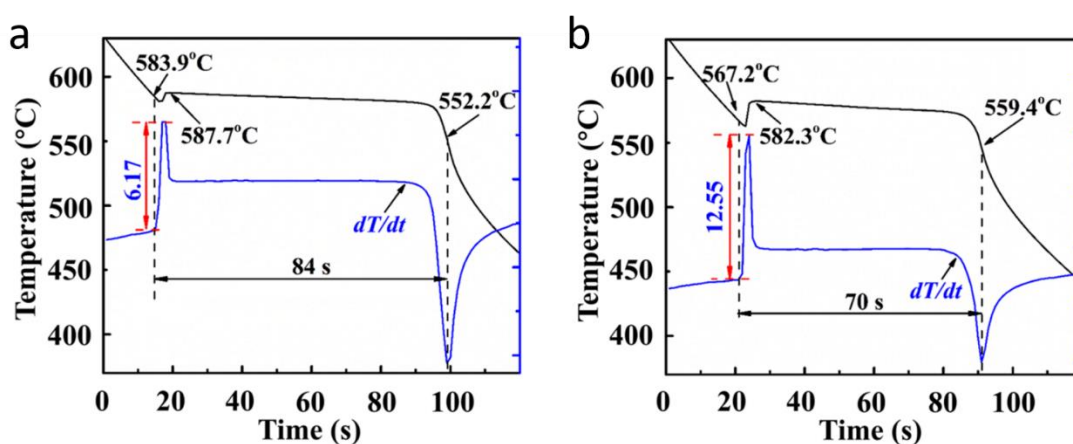 a
Temperature (°C)
600
550
500
450
400
583.9°C
587.7°C
552.2°C
6.17
dT/dt
84 s
0 20 40 60 80 100
Time (s)
b
Temperature (°C)
600
550
500
450
400
567.2°C
582.3°C
559.4°C
12.55
dT/dt
70 s
0 20 40 60 80 100
Time (s)